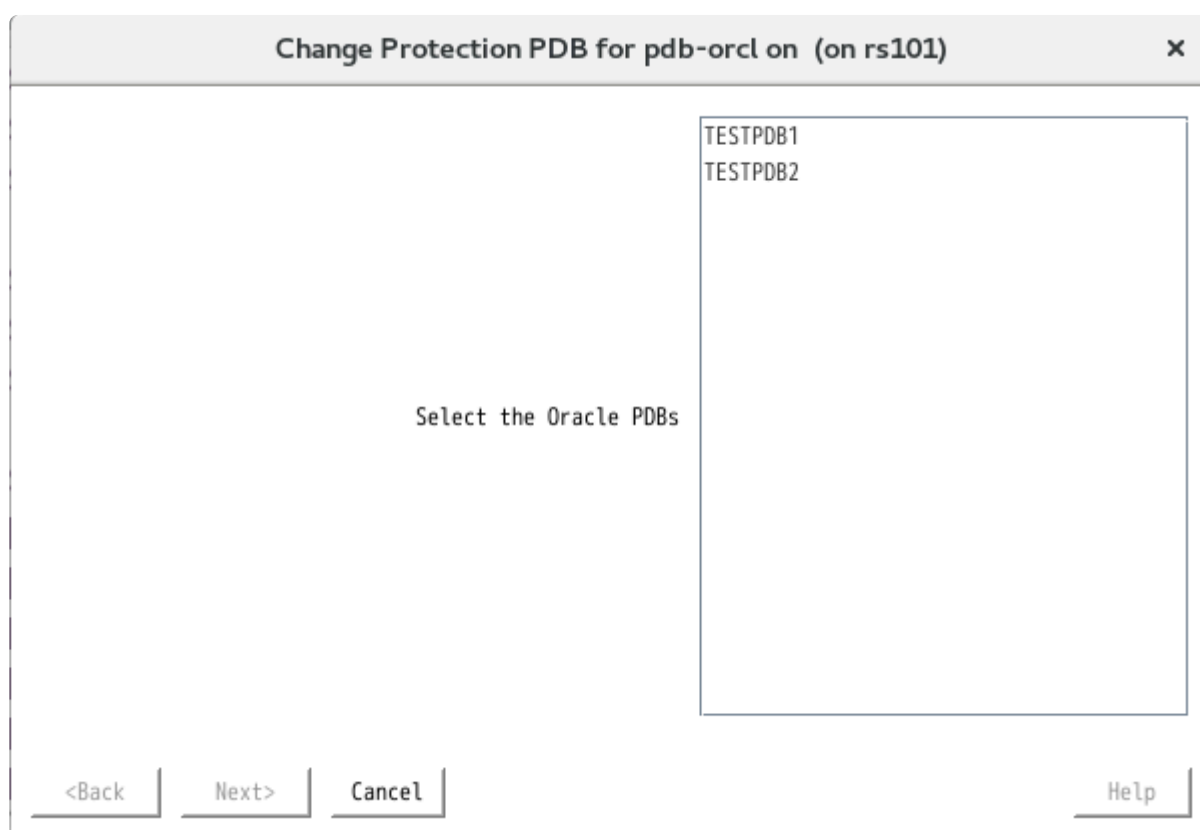 Change Protection PDB for pdb-orcl on (on rs101)
TESTPDB1
TESTPDB2
Select the Oracle PDBs
<Back Next> Cancel Help